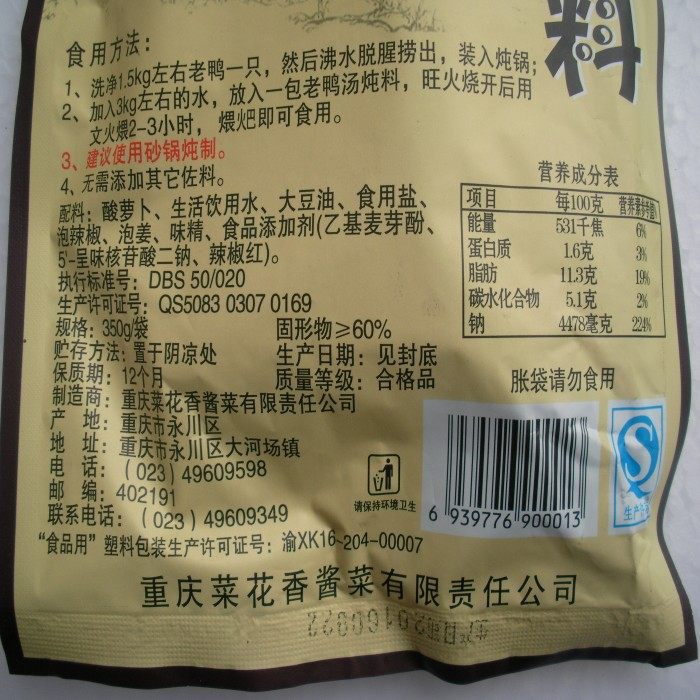 料
食用方法：
1、洗净1.5kg左右老鸭一只，然后沸水脱腥捞出，装入炖锅；
2、加入3kg左右的水，放入一包老鸭汤炖料，旺火烧开后用
文火煨2-3小时，煨𤆵即可食用。
3、建议使用砂锅炖制。
4、无需添加其它佐料。
配料：酸萝卜、生活饮用水、大豆油、食用盐、
泡辣椒、泡姜、味精、食品添加剂(乙基麦芽酚、
5'-呈味核苷酸二钠、辣椒红)。
执行标准号：DBS 50/020
生产许可证号：QS5083 0307 0169
规格：350g/袋 固形物≥60%
贮存方法：置于阴凉处 生产日期：见封底
保质期：12个月 质量等级：合格品
制造商：重庆菜花香酱菜有限责任公司
产 地：重庆市永川区
地 址：重庆市永川区大河场镇
电 话：(023) 49609598
邮 编：402191
联系电话：(023) 49609349
“食品用”塑料包装生产许可证号：渝XK16-204-00007
营养成分表
项目 每100克 营养素参考值
能量 531千焦 6%
蛋白质 1.6克 3%
脂肪 11.3克 19%
碳水化合物 5.1克 2%
钠 4478毫克 224%
胀袋请勿食用
请保持环境卫生
6 939776 900013
生产许可
重庆菜花香酱菜有限责任公司